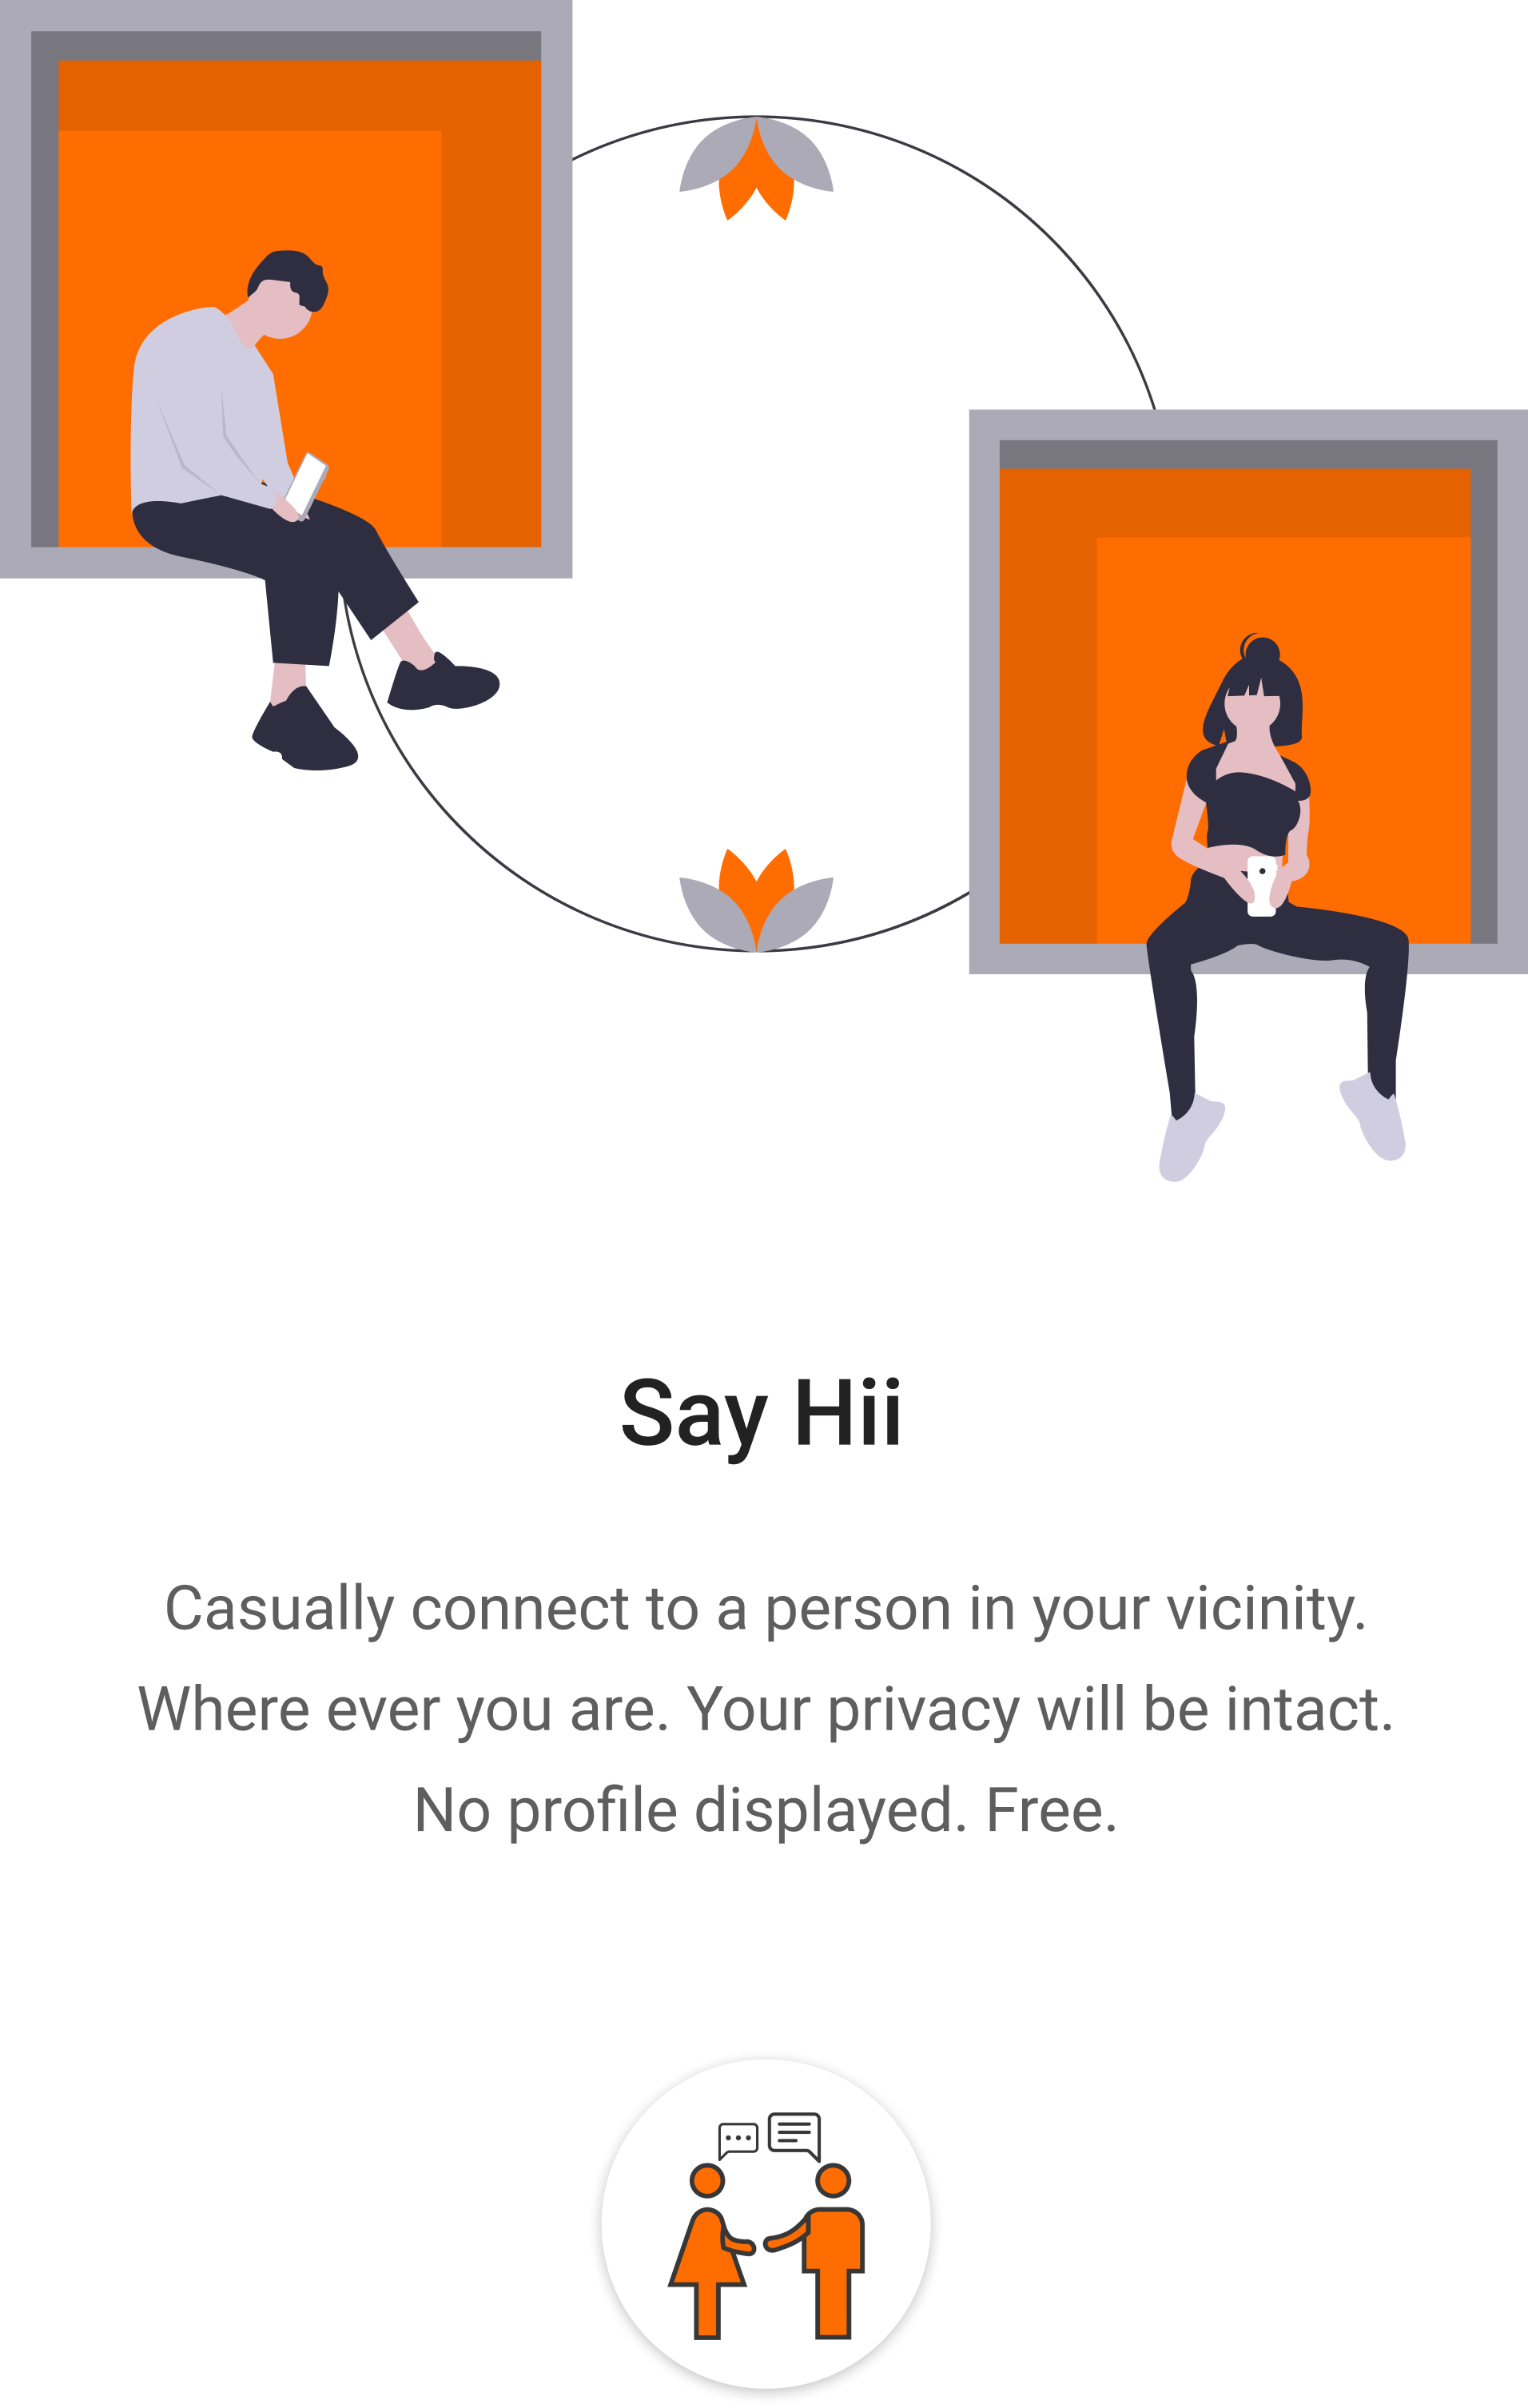 Say Hii
Casually connect to a person in your vicinity.
Where ever you are. Your privacy will be intact.
No profile displayed. Free.